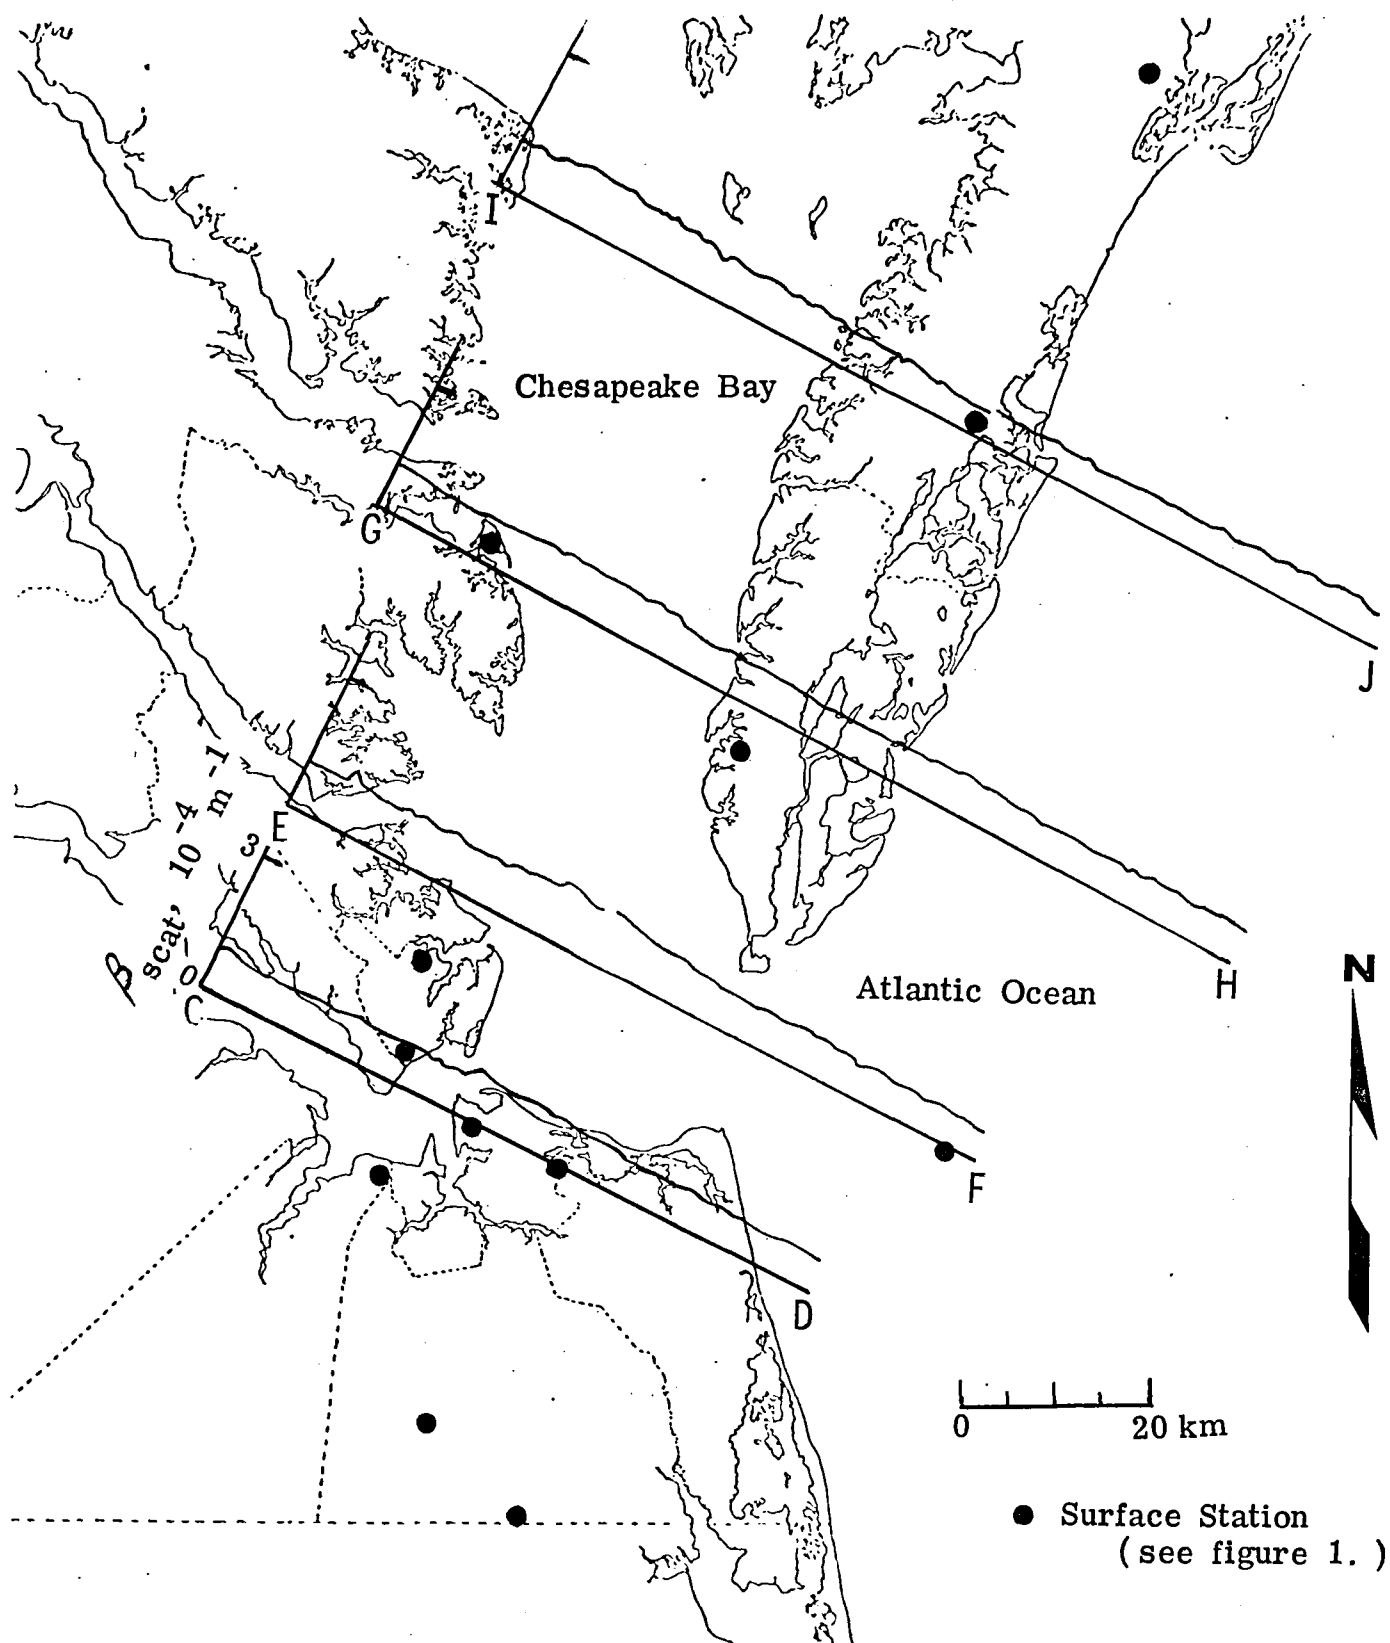 I
Chesapeake Bay
G
J
E
β scat, 10⁻⁴ m⁻¹
3
0
C
H
Atlantic Ocean
N
F
D
0 20 km
● Surface Station
(see figure 1.)